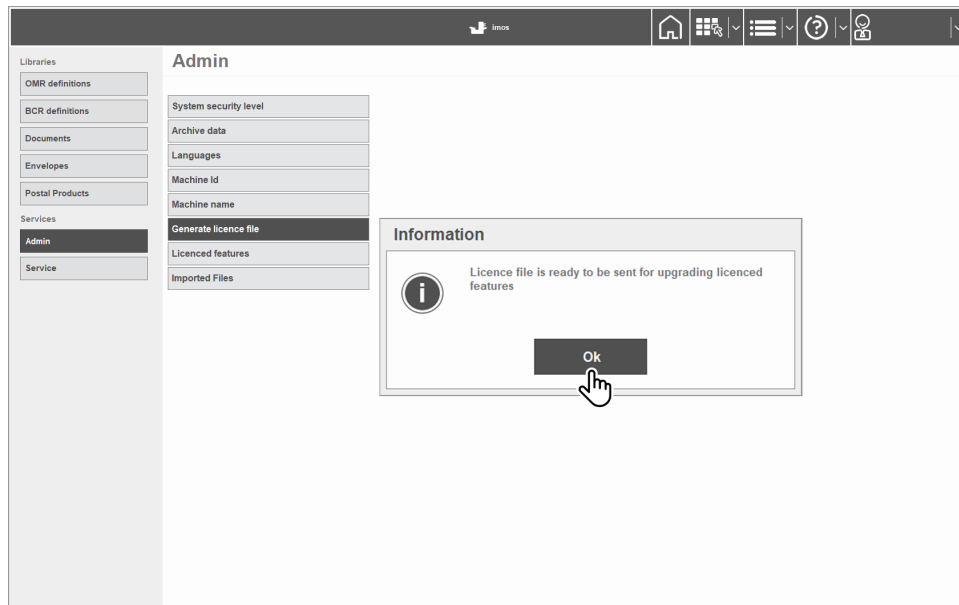 imos
Libraries
OMR definitions
BCR definitions
Documents
Envelopes
Postal Products
Services
Admin
Service
Admin
System security level
Archive data
Languages
Machine Id
Machine name
Generate licence file
Licenced features
Imported Files
Information
Licence file is ready to be sent for upgrading licenced
features
Ok